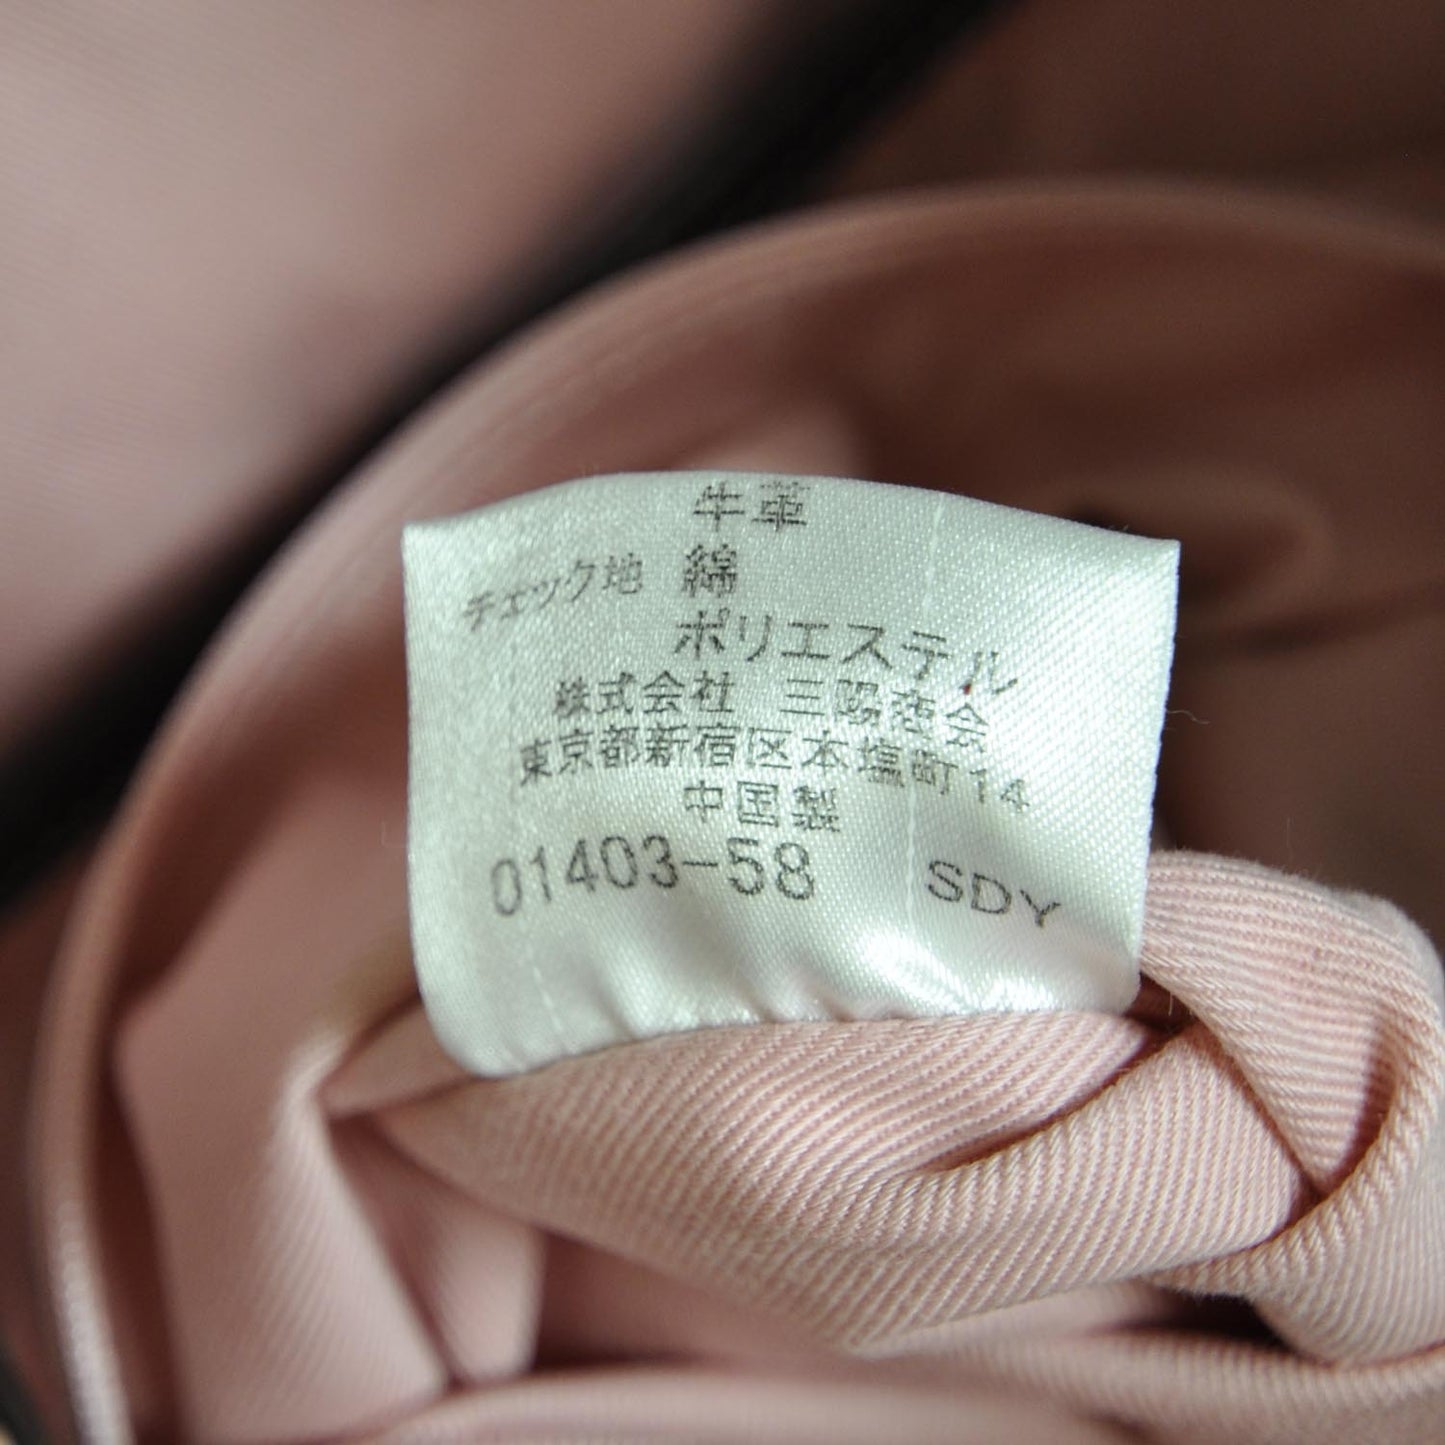 牛革
チェック地 綿
ポリエステル
株式会社 三陽商会
東京都新宿区本塩町14
中国製
01403-58 SDY